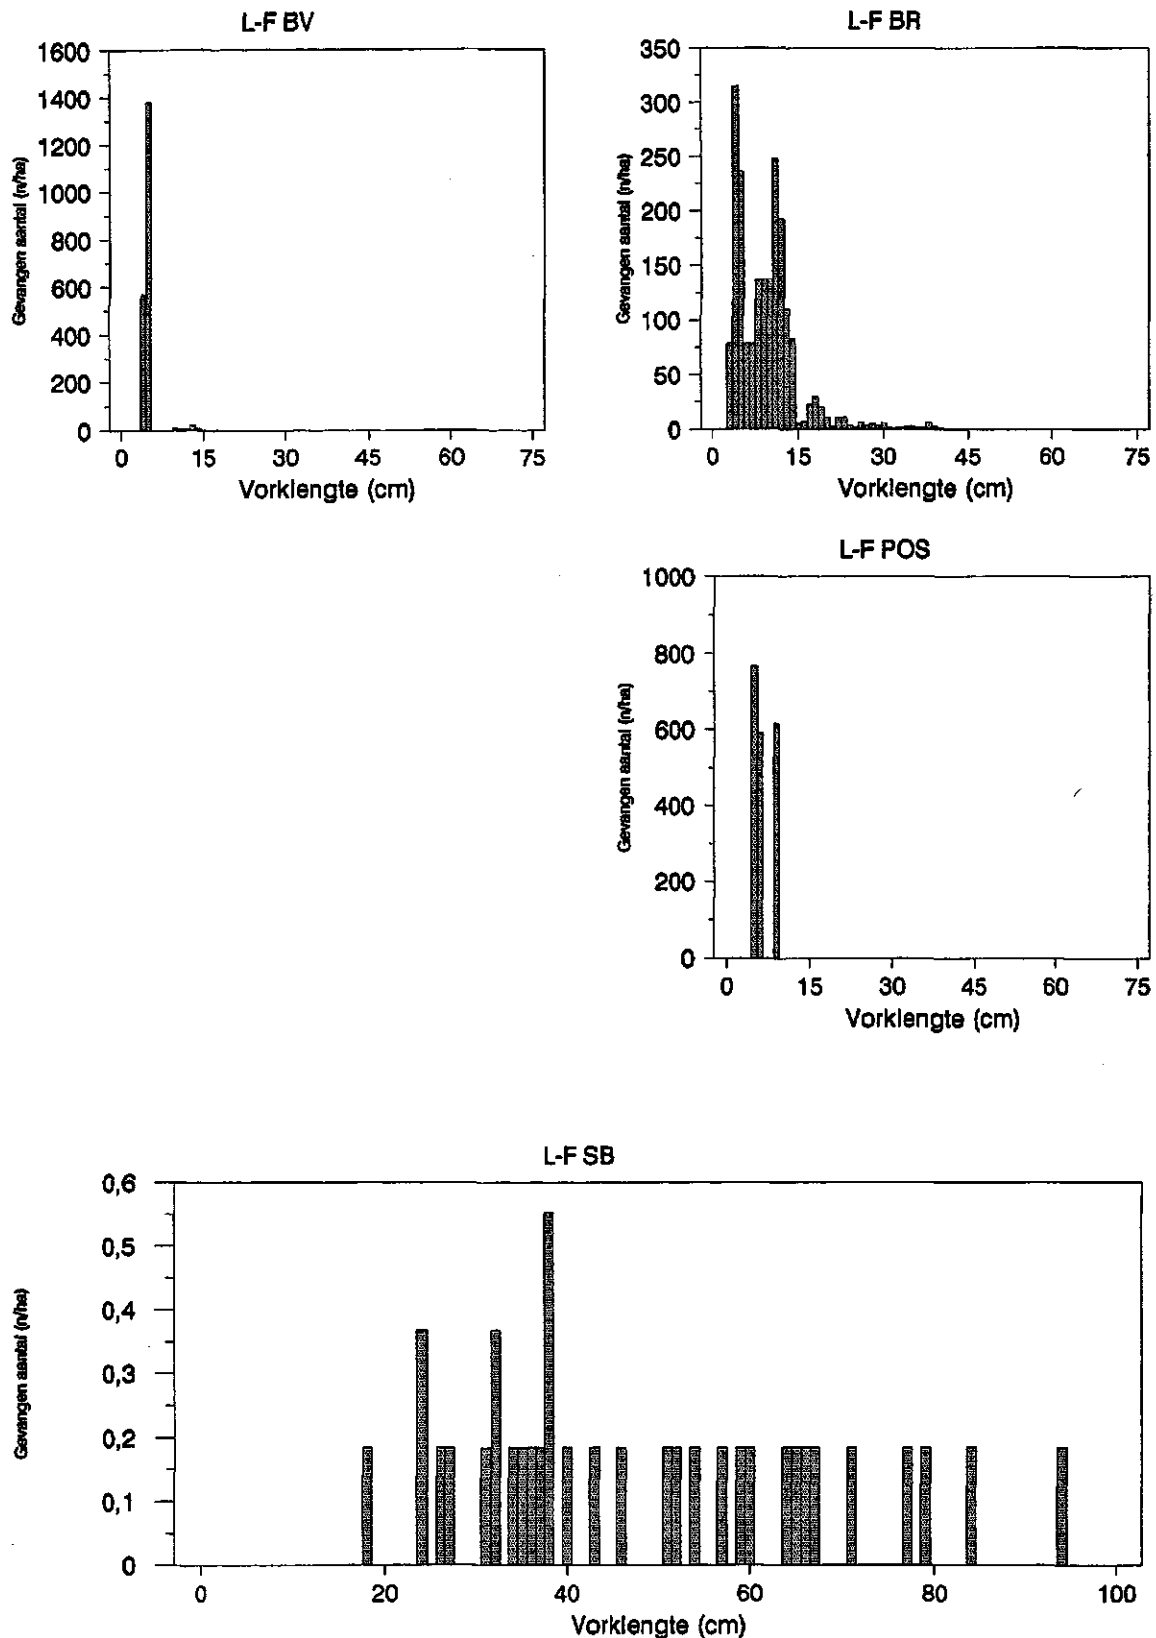 L-F BV
1600
1400
1200
1000
800
600
400
200
0
Gevangen aantal (n/ha)
0 15 30 45 60 75
Vorklengte (cm)
L-F BR
350
300
250
200
150
100
50
0
Gevangen aantal (n/ha)
0 15 30 45 60 75
Vorklengte (cm)
L-F POS
1000
800
600
400
200
0
Gevangen aantal (n/ha)
0 15 30 45 60 75
Vorklengte (cm)
L-F SB
0,6
0,5
0,4
0,3
0,2
0,1
0
Gevangen aantal (n/ha)
0 20 40 60 80 100
Vorklengte (cm)